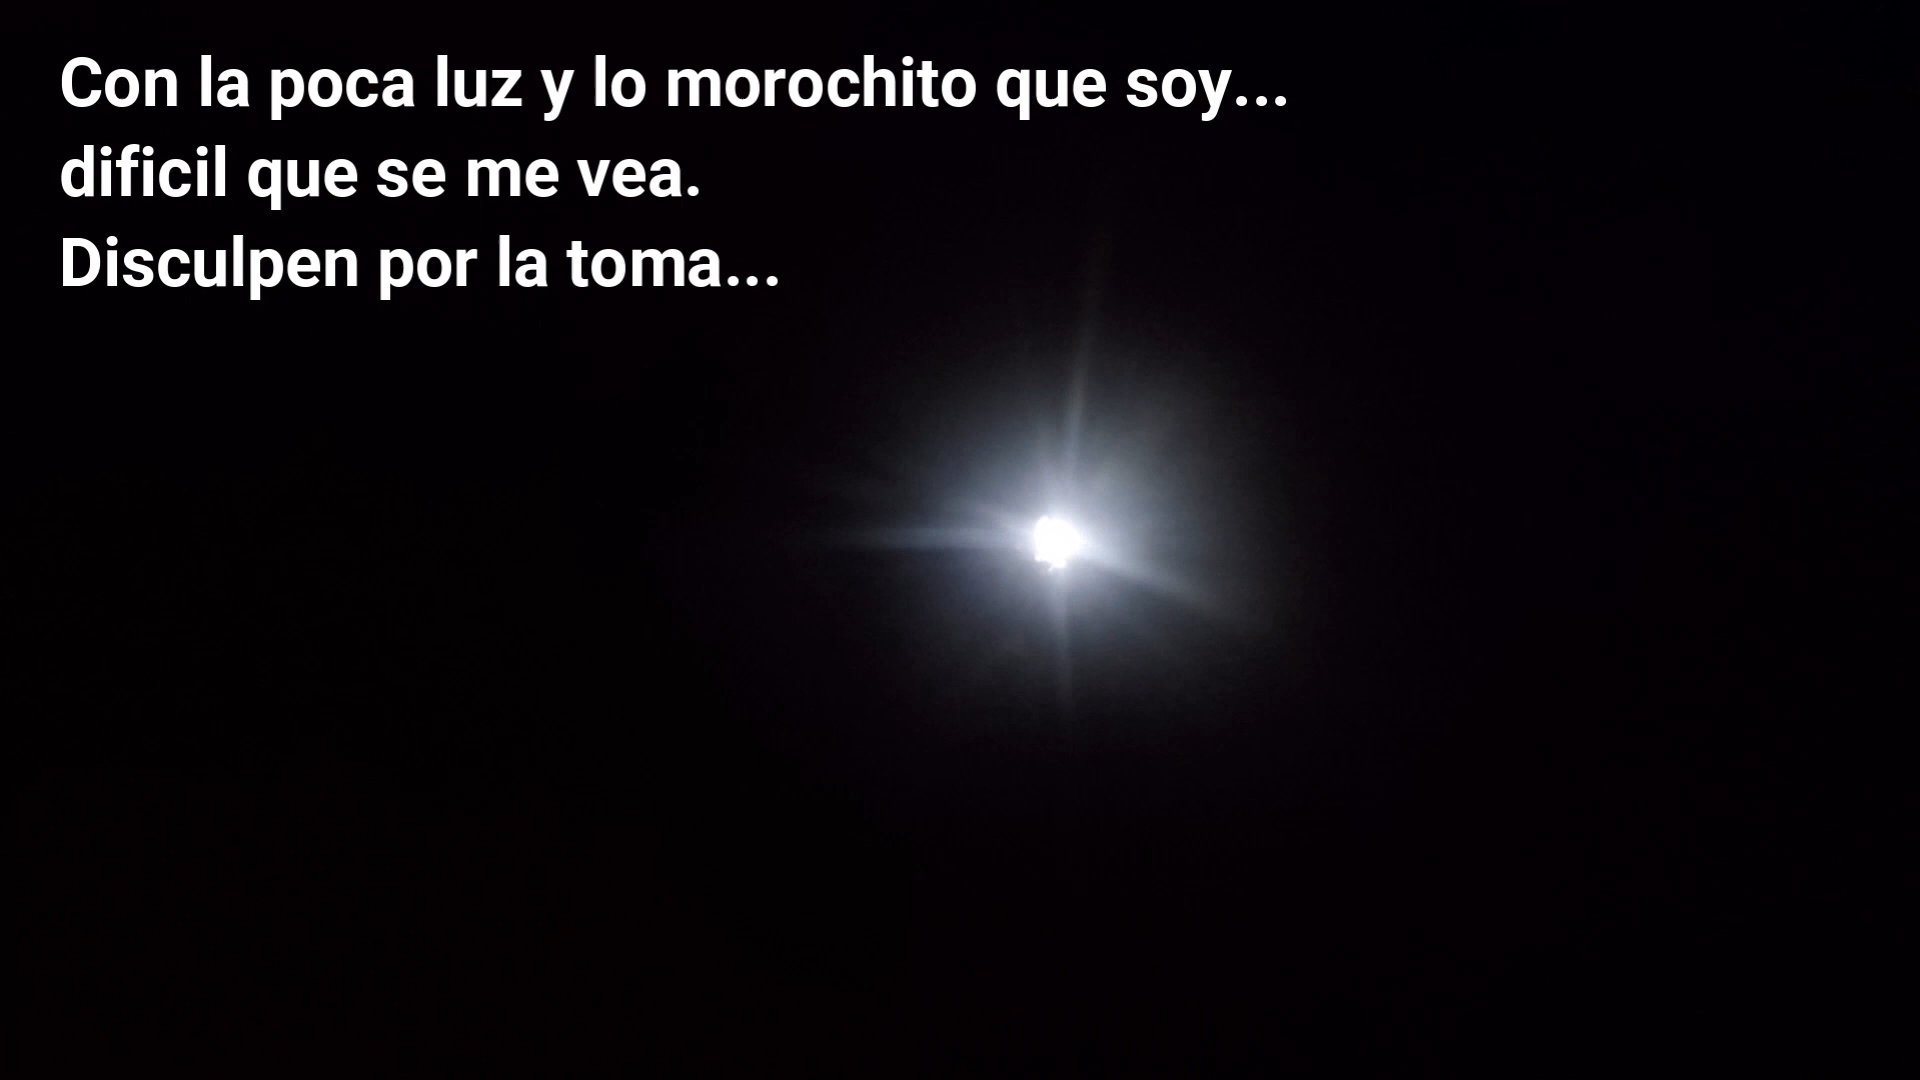 Con la poca luz y lo morochito que soy...
dificil que se me vea.
Disculpen por la toma...